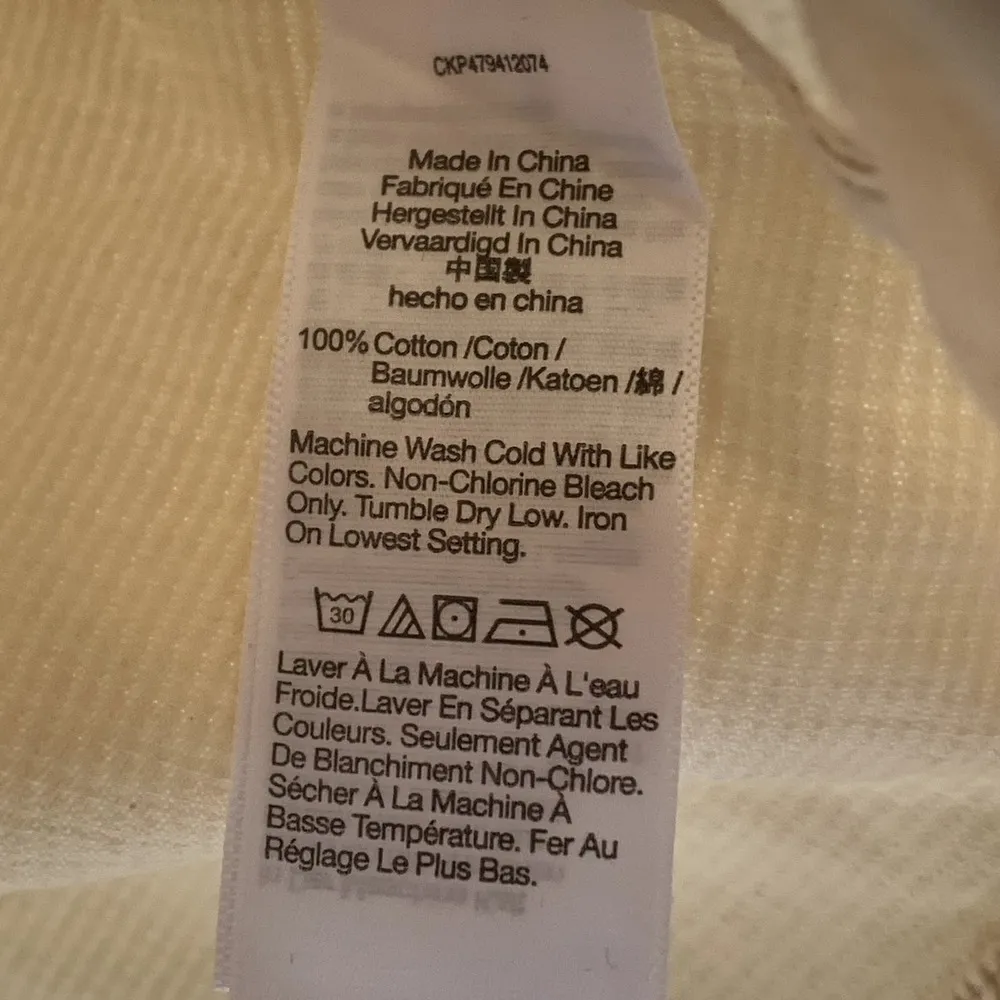 CKP479412074
Made In China
Fabriqué En Chine
Hergestellt In China
Vervaardigd In China
中国製
hecho en china
100% Cotton /Coton /
Baumwolle /Katoen /綿 /
algodón
Machine Wash Cold With Like
Colors. Non-Chlorine Bleach
Only. Tumble Dry Low. Iron
On Lowest Setting.
30
Laver À La Machine À L'eau
Froide.Laver En Séparant Les
Couleurs. Seulement Agent
De Blanchiment Non-Chlore.
Sécher À La Machine À
Basse Température. Fer Au
Réglage Le Plus Bas.